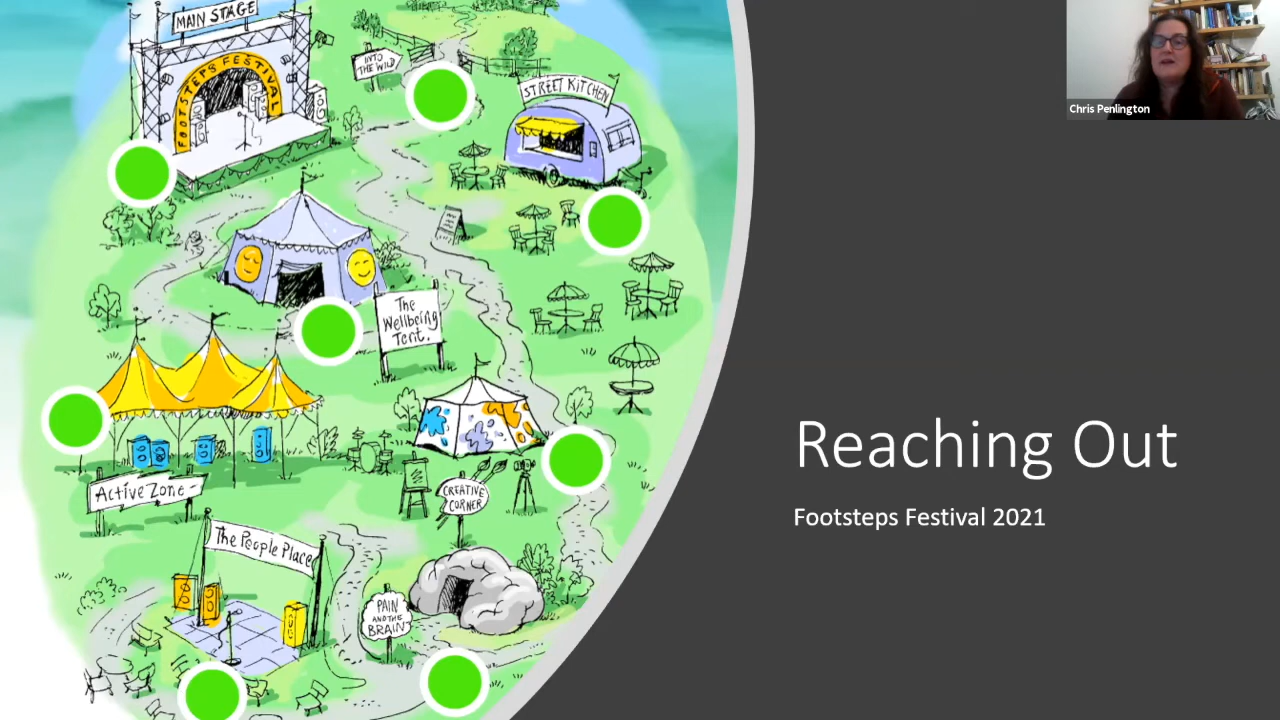 MAIN STAGE
FOOTSTEPS FESTIVAL
INTO
THE WILD
STREET KITCHEN
Chris Penlington
The
Wellbeing
Tent.
Active Zone
CREATIVE
CORNER
The People Place
PAIN
AND THE
BRAIN
Reaching Out
Footsteps Festival 2021